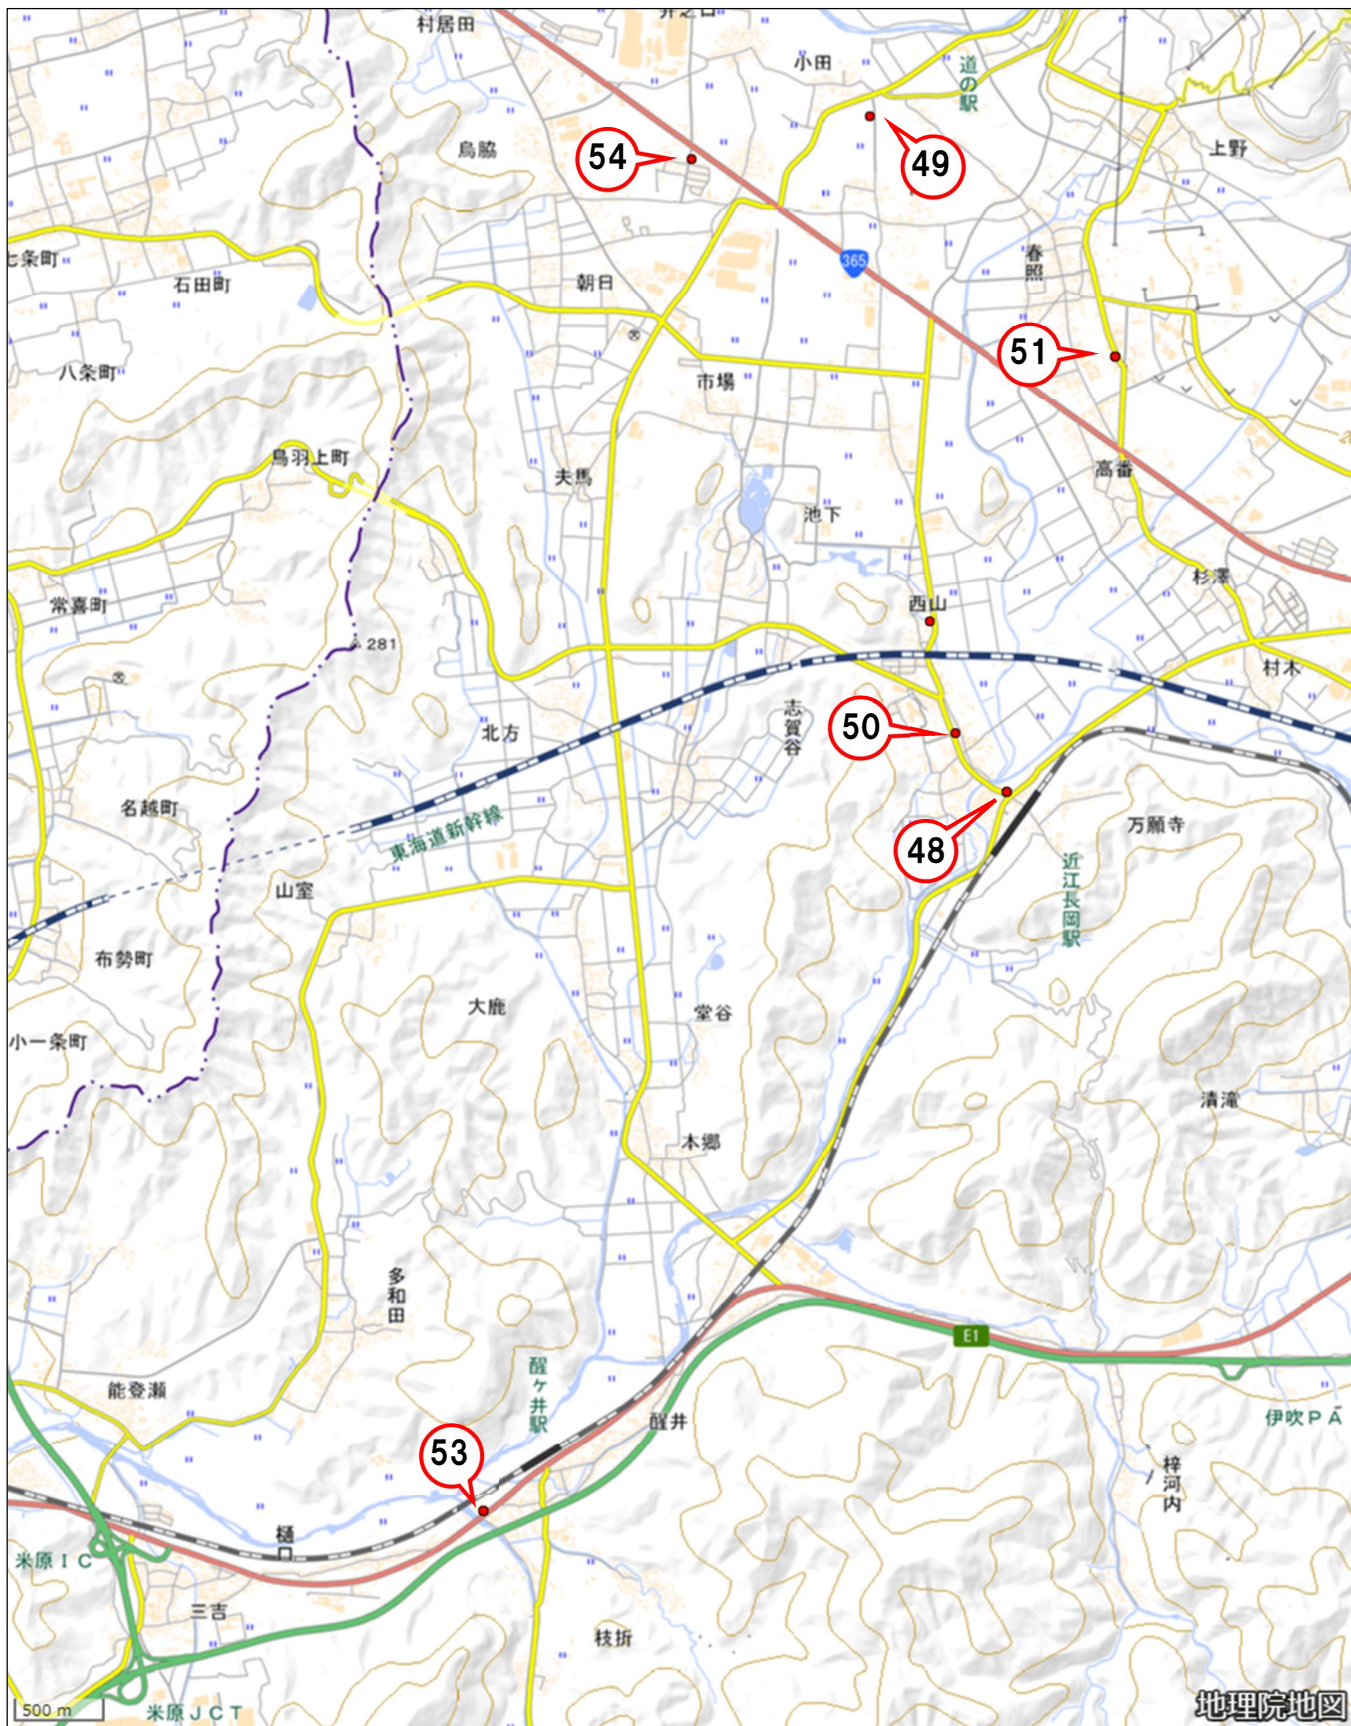 村居田
井之口
小田
道の駅
上野
烏脇
54
49
七条町
石田町
朝日
365
春照
51
八条町
市場
鳥羽上町
夫馬
高番
池下
杉澤
常喜町
西山
281
村木
志賀谷
50
北方
名越町
東海道新幹線
48
万願寺
近江長岡駅
山室
布勢町
大鹿
堂谷
小一条町
清滝
本郷
多和田
E1
醒ヶ井駅
能登瀬
醒井
伊吹PA
53
梓河内
樋
米原IC
三吉
枝折
500 m
米原JCT
地理院地図